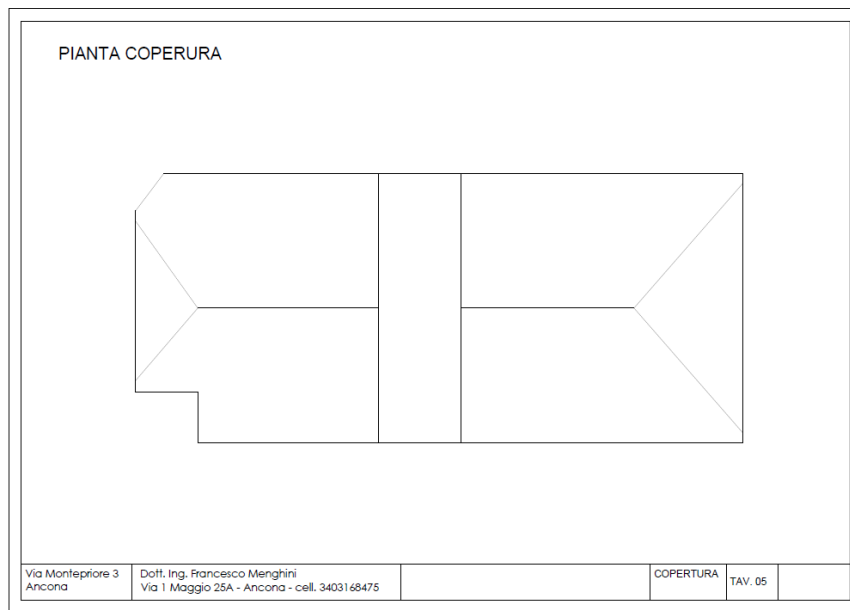 PIANTA COPERURA
Via Montepriore 3
Ancona
Dott. Ing. Francesco Menghini
Via 1 Maggio 25A - Ancona - cell. 3403168475
COPERTURA
TAV. 05